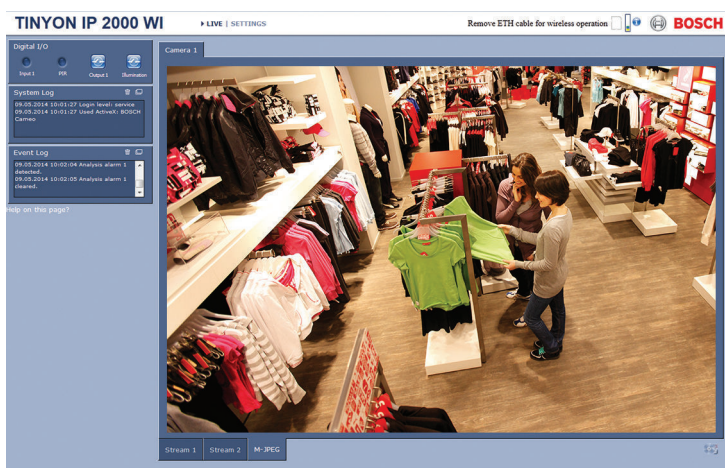 TINYON IP 2000 WI
LIVE | SETTINGS
Remove ETH cable for wireless operation
BOSCH
Digital I/O
Input 1 PIR Output 1 Illumination
System Log
09.05.2014 10:01:27 Login level: service
09.05.2014 10:01:27 Used ActiveX: BOSCH
Cameo
Event Log
09.05.2014 10:02:04 Analysis alarm 1
detected.
09.05.2014 10:02:05 Analysis alarm 1
cleared.
Help on this page?
Camera 1
Stream 1 Stream 2 M-JPEG